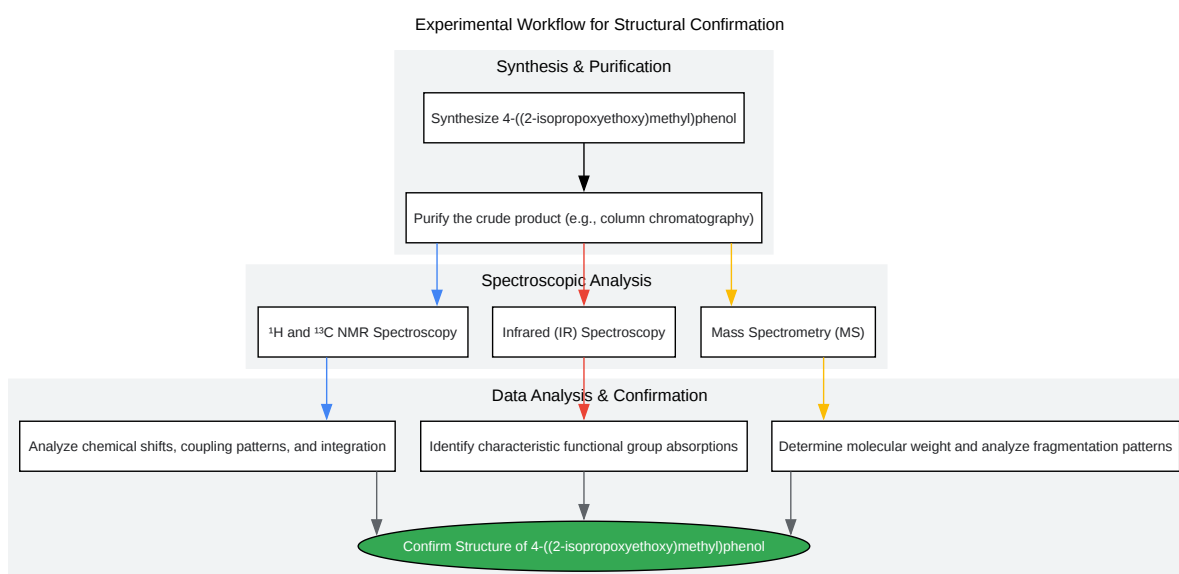 Experimental Workflow for Structural Confirmation
Synthesis & Purification
Synthesize 4-((2-isopropoxyethoxy)methyl)phenol
Purify the crude product (e.g., column chromatography)
Spectroscopic Analysis
¹H and ¹³C NMR Spectroscopy
Infrared (IR) Spectroscopy
Mass Spectrometry (MS)
Data Analysis & Confirmation
Analyze chemical shifts, coupling patterns, and integration
Identify characteristic functional group absorptions
Determine molecular weight and analyze fragmentation patterns
Confirm Structure of 4-((2-isopropoxyethoxy)methyl)phenol